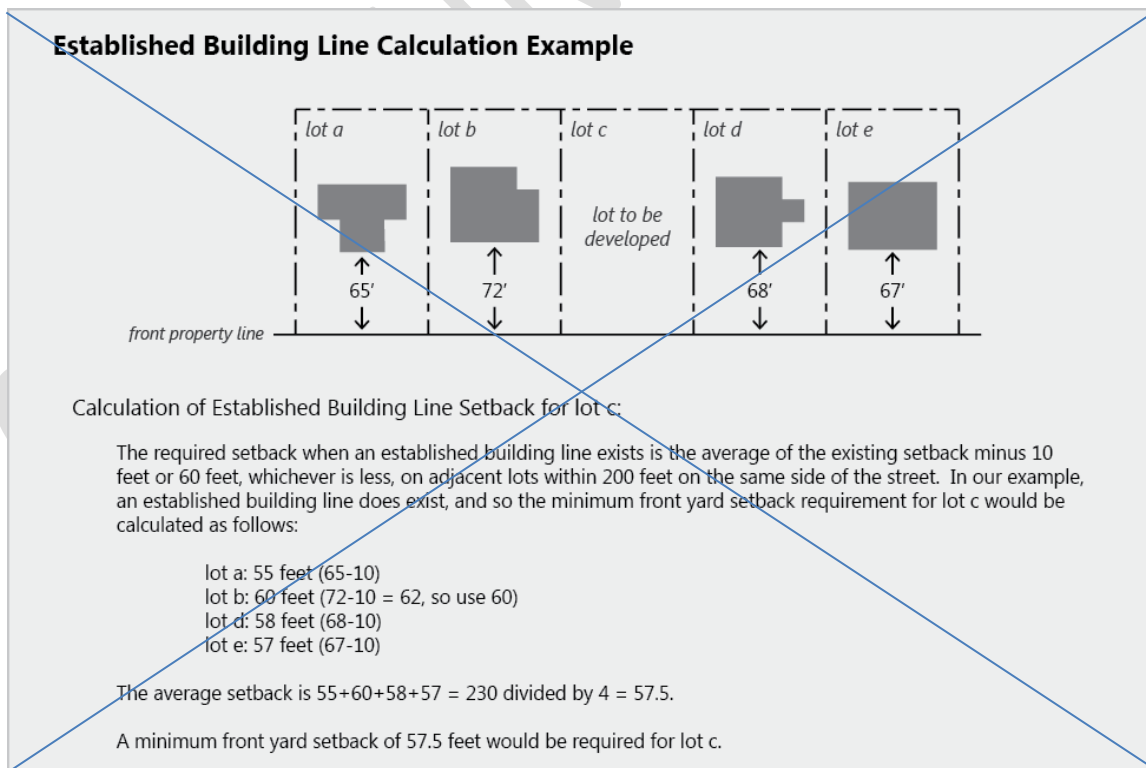 Established Building Line Calculation Example
lot a
lot b
lot c
lot d
lot e
lot to be
developed
65'
72'
68'
67'
front property line
Calculation of Established Building Line Setback for lot c:
The required setback when an established building line exists is the average of the existing setback minus 10
feet or 60 feet, whichever is less, on adjacent lots within 200 feet on the same side of the street. In our example,
an established building line does exist, and so the minimum front yard setback requirement for lot c would be
calculated as follows:
lot a: 55 feet (65-10)
lot b: 60 feet (72-10 = 62, so use 60)
lot d: 58 feet (68-10)
lot e: 57 feet (67-10)
The average setback is 55+60+58+57 = 230 divided by 4 = 57.5.
A minimum front yard setback of 57.5 feet would be required for lot c.